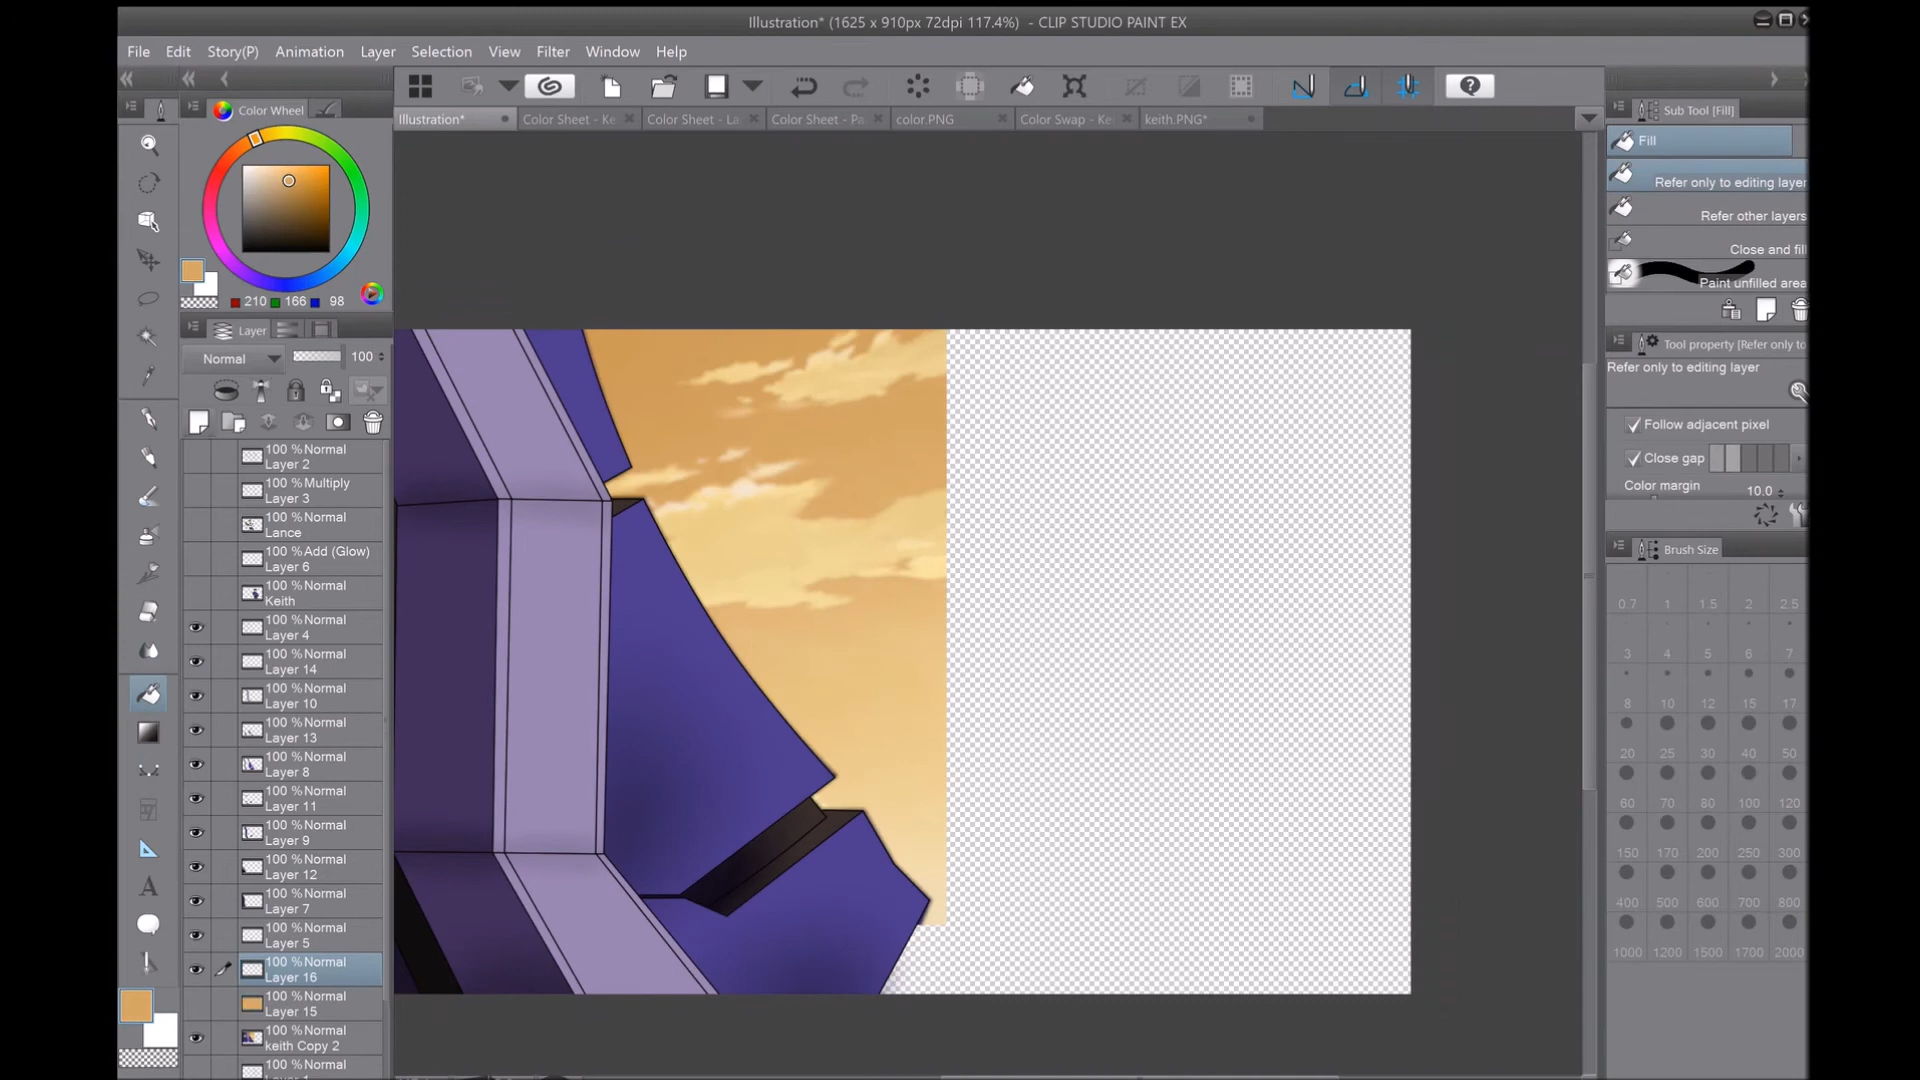 Illustration* (1625 x 910px 72dpi 117.4%) - CLIP STUDIO PAINT EX
File Edit Story(P) Animation Layer Selection View Filter Window Help
Illustration* Color Sheet - Ke Color Sheet - La Color Sheet - Pa color.PNG Color Swap - Kei keith.PNG*
Color Wheel
210 166 98
Layer
Normal 100
100 %Normal
Layer 2
100 %Multiply
Layer 3
100 %Normal
Lance
100 %Add (Glow)
Layer 6
100 %Normal
Keith
100 %Normal
Layer 4
100 %Normal
Layer 14
100 %Normal
Layer 10
100 %Normal
Layer 13
100 %Normal
Layer 8
100 %Normal
Layer 11
100 %Normal
Layer 9
100 %Normal
Layer 12
100 %Normal
Layer 7
100 %Normal
Layer 5
100 %Normal
Layer 16
100 %Normal
Layer 15
100 %Normal
keith Copy 2
100 %Normal
A
Sub Tool [Fill]
Fill
Refer only to editing layer
Refer other layers
Close and fill
Paint unfilled area
Tool property [Refer only to
Refer only to editing layer
Follow adjacent pixel
Close gap
Color margin 10.0
Brush Size
0.7 1 1.5 2 2.5
3 4 5 6 7
8 10 12 15 17
20 25 30 40 50
60 70 80 100 120
150 170 200 250 300
400 500 600 700 800
1000 1200 1500 1700 2000